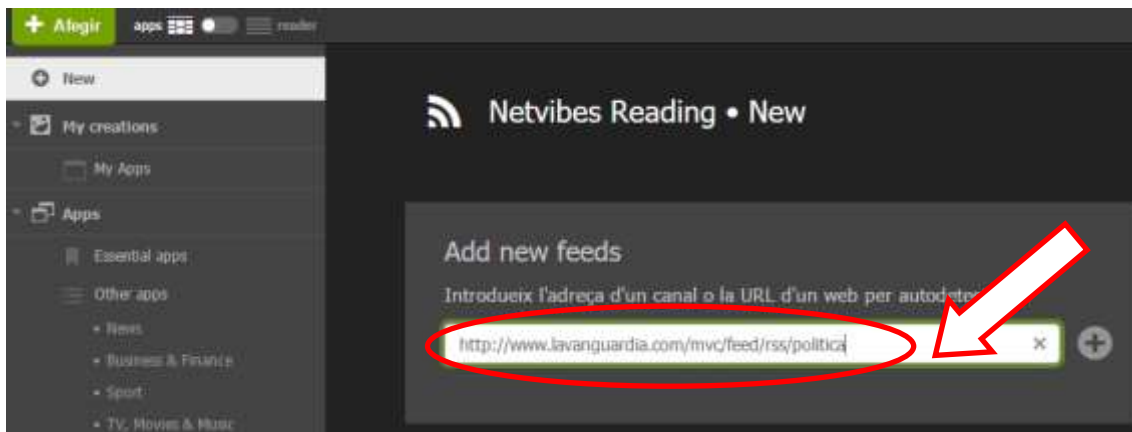 Afegir
apps
reader
New
My creations
My Apps
Apps
Essential apps
Other apps
• News
• Business & Finance
• Sport
• TV, Movies & Music
Netvibes Reading • New
Add new feeds
Introdueix l'adreça d'un canal o la URL d'un web per
http://www.lavanguardia.com/mvc/feed/rss/politica